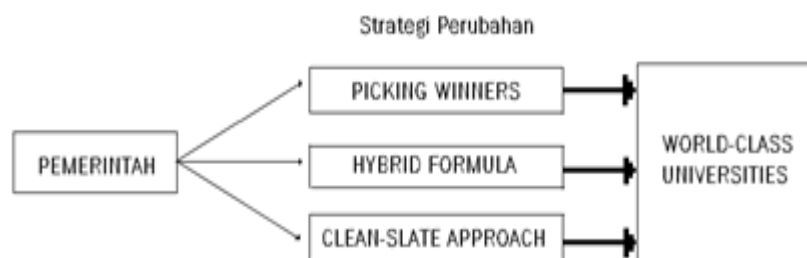 Strategi Perubahan
PICKING WINNERS
PEMERINTAH
HYBRID FORMULA
CLEAN-SLATE APPROACH
WORLD-CLASS
UNIVERSITIES